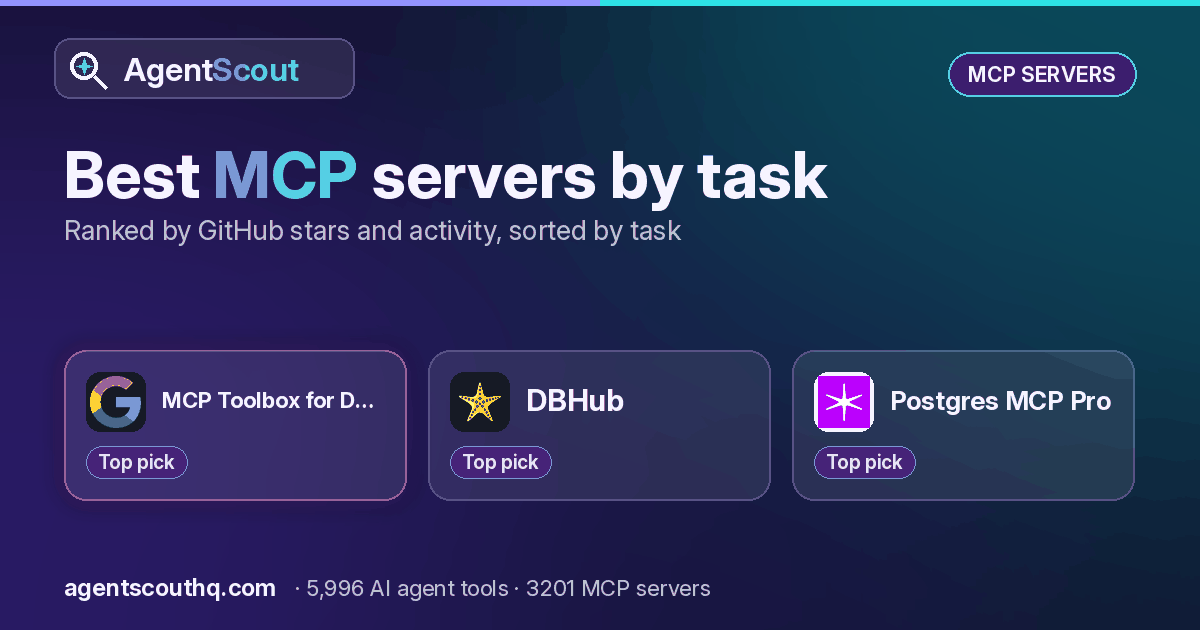 AgentScout
MCP SERVERS
Best MCP servers by task
Ranked by GitHub stars and activity, sorted by task
MCP Toolbox for D...
Top pick
DBHub
Top pick
Postgres MCP Pro
Top pick
agentscouthq.com · 5,996 AI agent tools · 3201 MCP servers